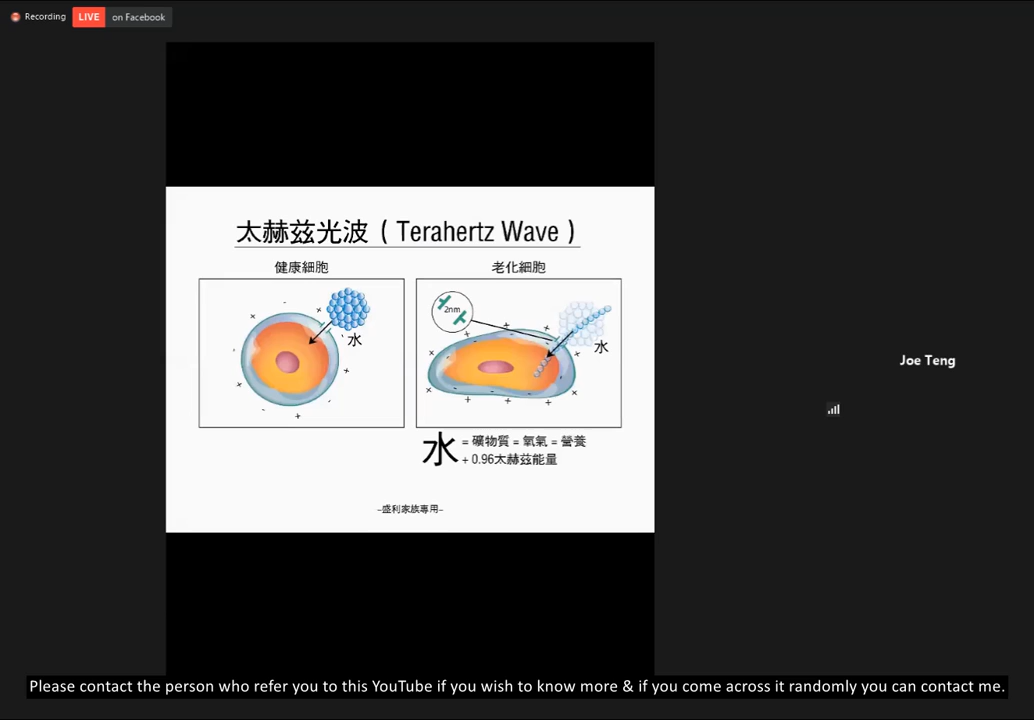 Recording LIVE on Facebook
太赫茲光波 ( Terahertz Wave )
健康細胞
老化細胞
2nm
水
水
Joe Teng
水 = 礦物質 = 氧氣 = 營養
+ 0.96太赫茲能量
–盛利家族專用–
Please contact the person who refer you to this YouTube if you wish to know more & if you come across it randomly you can contact me.